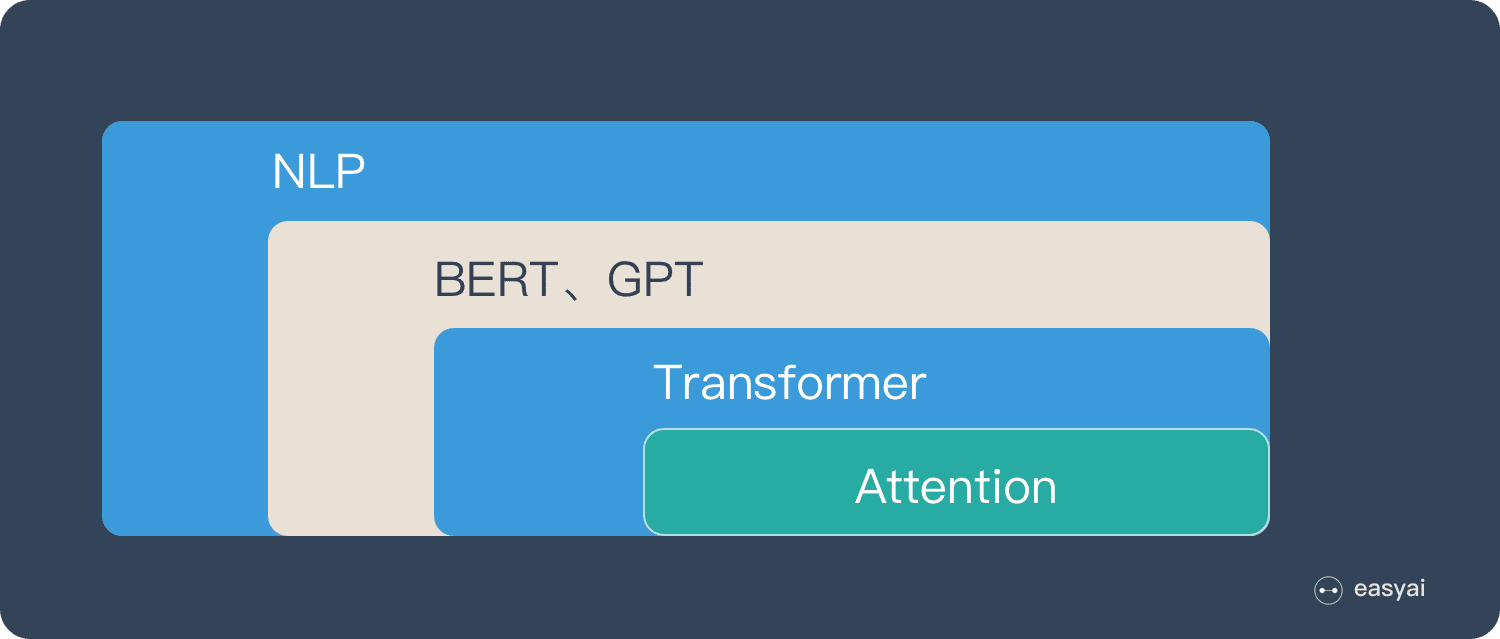 NLP
BERT、GPT
Transformer
Attention
easyai